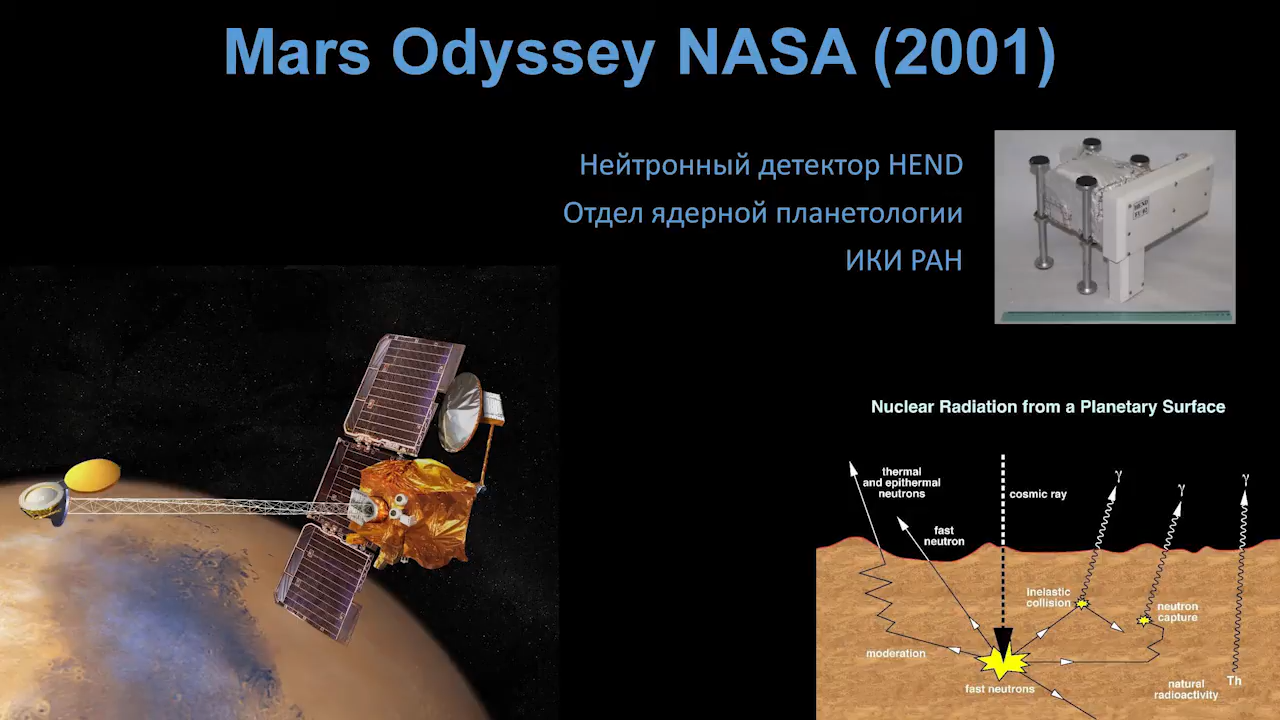 Mars Odyssey NASA (2001)
Нейтронный детектор HEND
Отдел ядерной планетологии
ИКИ РАН
HEND
Nuclear Radiation from a Planetary Surface
thermal
and epithermal
neutrons
cosmic ray
γ
γ
γ
fast
neutron
inelastic
collision
neutron
capture
moderation
fast neutrons
natural
radioactivity
Th